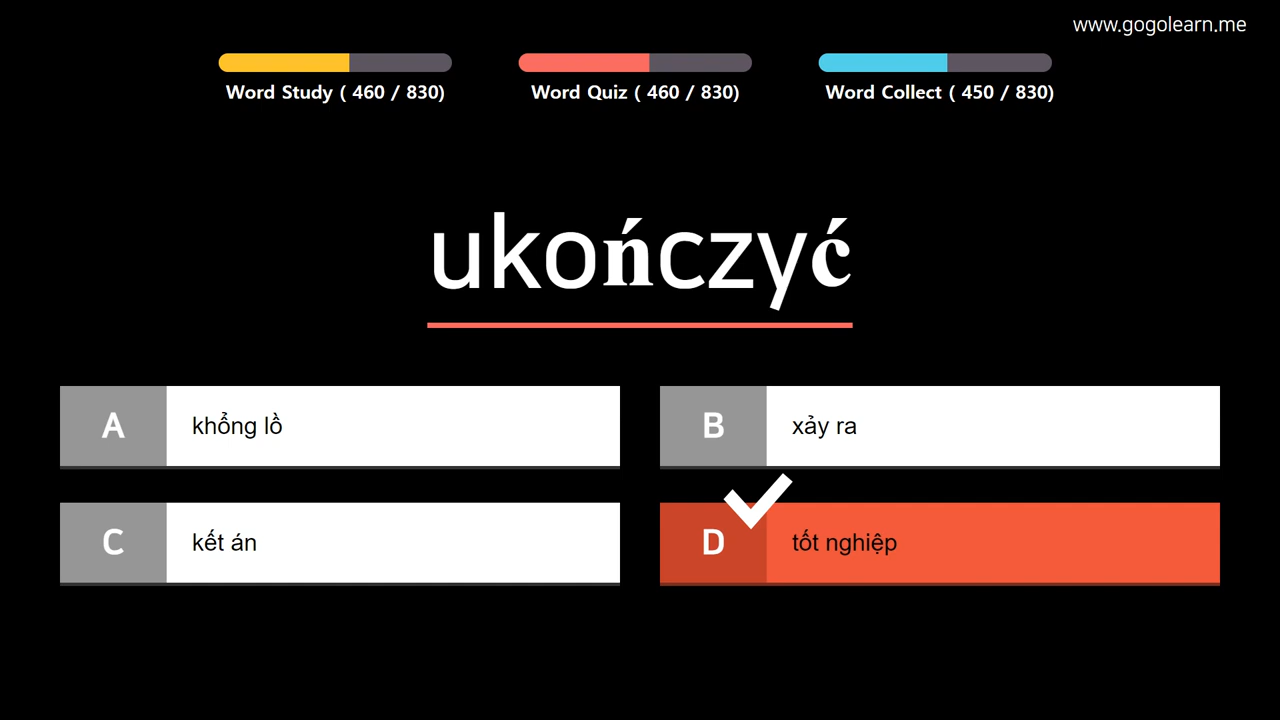 www.gogolearn.me
Word Study ( 460 / 830)
Word Quiz ( 460 / 830)
Word Collect ( 450 / 830)
ukończyć
A
khổng lồ
B
xảy ra
C
kết án
D
tốt nghiệp